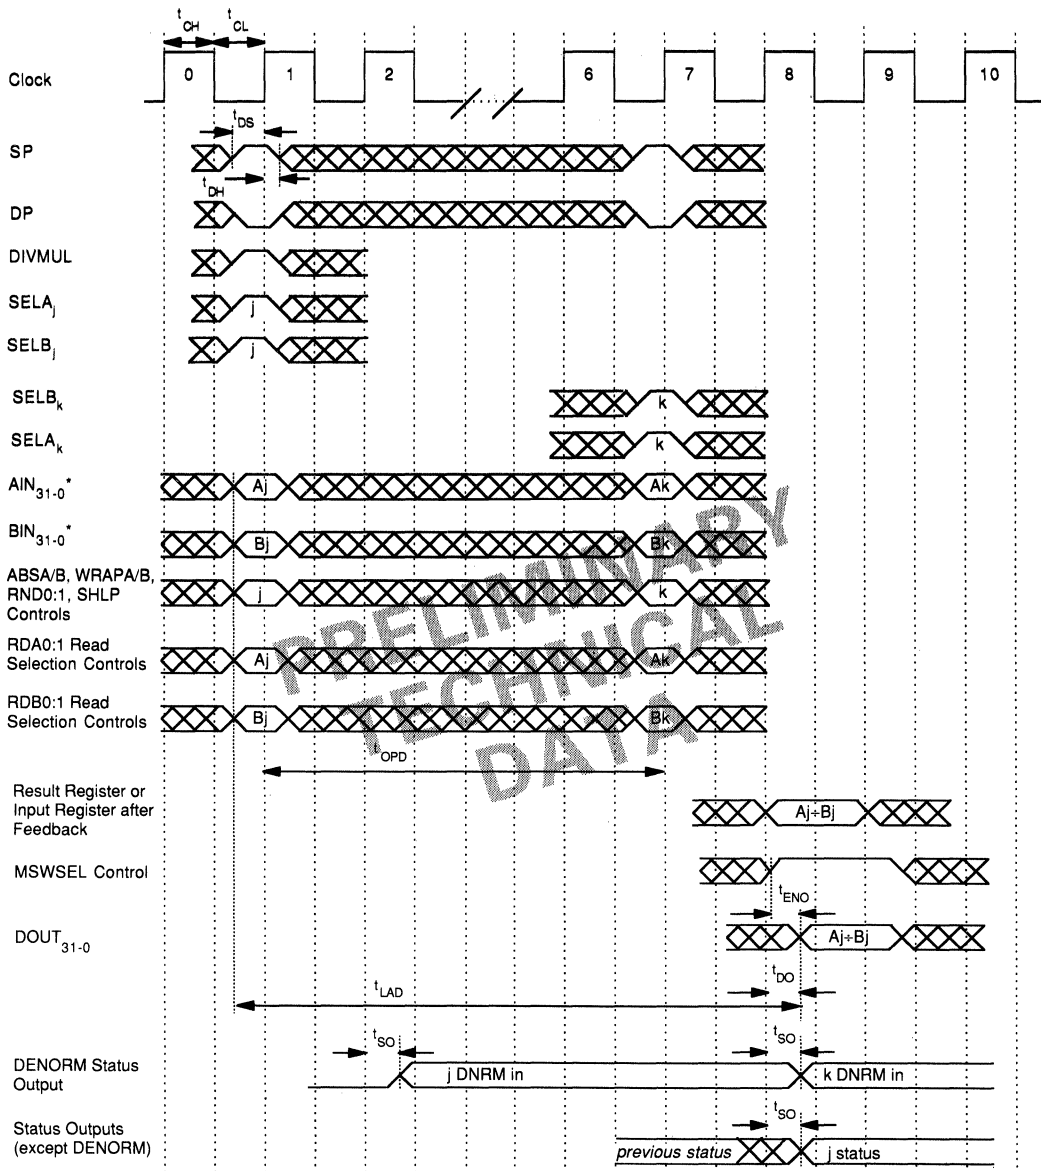 tCH tCL
Clock 0 1 2 6 7 8 9 10
tDS
SP
tDH
DP
DIVMUL
SELAj j
SELBj j
SELBk k
SELAk k
AIN31-0* Aj Ak
BIN31-0* Bj Bk
ABSA/B, WRAPA/B,
RND0:1, SHLP j k
Controls
RDA0:1 Read
Selection Controls Aj Ak
RDB0:1 Read
Selection Controls Bj Bk
PRELIMINARY
TECHNICAL
DATA
tOPD
Result Register or
Input Register after Aj÷Bj
Feedback
MSWSEL Control
tENO
DOUT31-0 Aj÷Bj
tDO
tLAD
tSO tSO
DENORM Status
Output j DNRM in k DNRM in
tSO
Status Outputs
(except DENORM) previous status j status